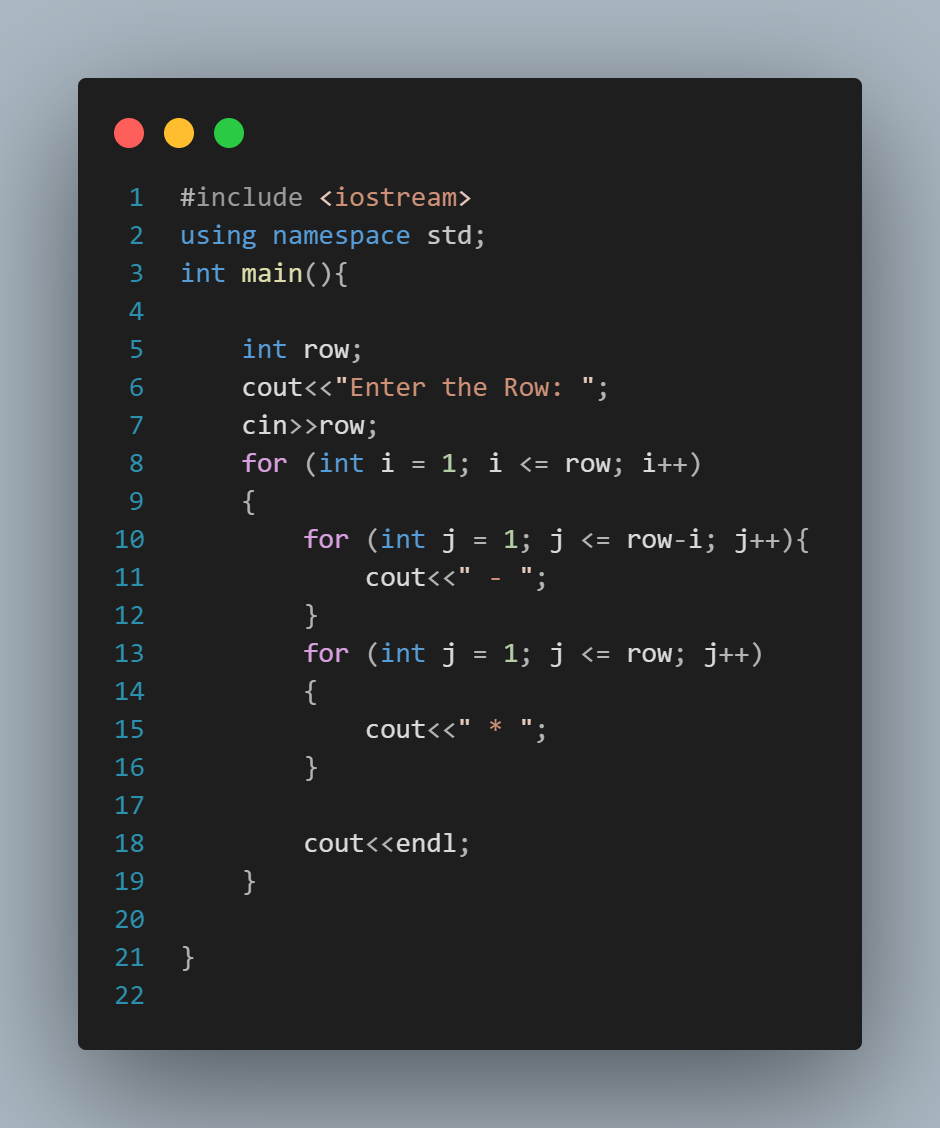 1 #include <iostream>
2 using namespace std;
3 int main(){
4
5     int row;
6     cout<<"Enter the Row: ";
7     cin>>row;
8     for (int i = 1; i <= row; i++)
9     {
10         for (int j = 1; j <= row-i; j++){
11             cout<<" - ";
12         }
13         for (int j = 1; j <= row; j++)
14         {
15             cout<<" * ";
16         }
17
18         cout<<endl;
19     }
20
21 }
22